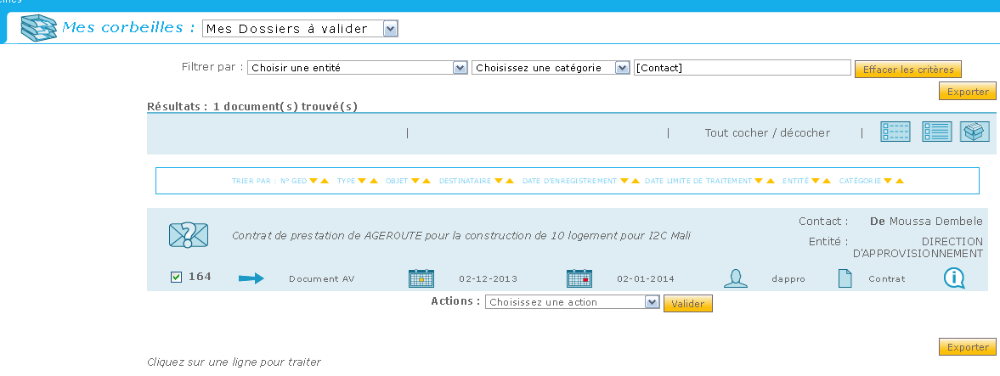 Mes corbeilles : Mes Dossiers à valider
Filtrer par : Choisir une entité Choisissez une catégorie [Contact] Effacer les critères
Exporter
Résultats : 1 document(s) trouvé(s)
| | Tout cocher / décocher |
TRIER PAR : N° GED TYPE OBJET DESTINATAIRE DATE D'ENREGISTREMENT DATE LIMITE DE TRAITEMENT ENTITÉ CATÉGORIE
Contact : De Moussa Dembele
Contrat de prestation de AGEROUTE pour la construction de 10 logement pour I2C Mali
Entité : DIRECTION
D'APPROVISIONNEMENT
164 Document AV 02-12-2013 02-01-2014 dappro Contrat
Actions : Choisissez une action Valider
Exporter
Cliquez sur une ligne pour traiter